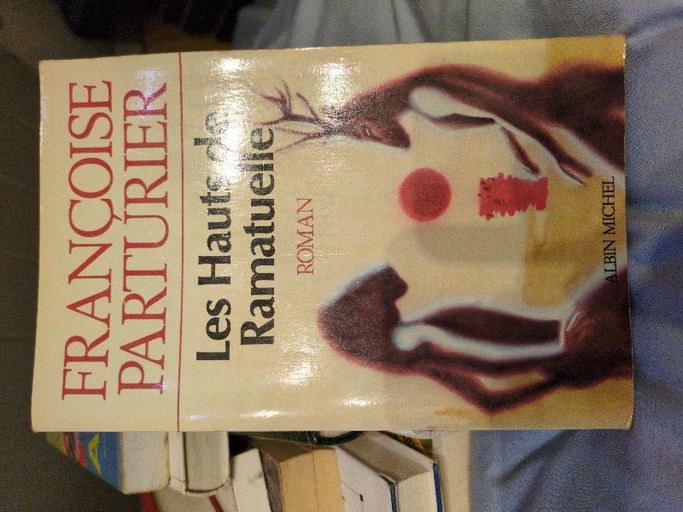 FRANÇOISE
PARTURIER
Les Hauts de
Ramatuelle
ROMAN
ALBIN MICHEL